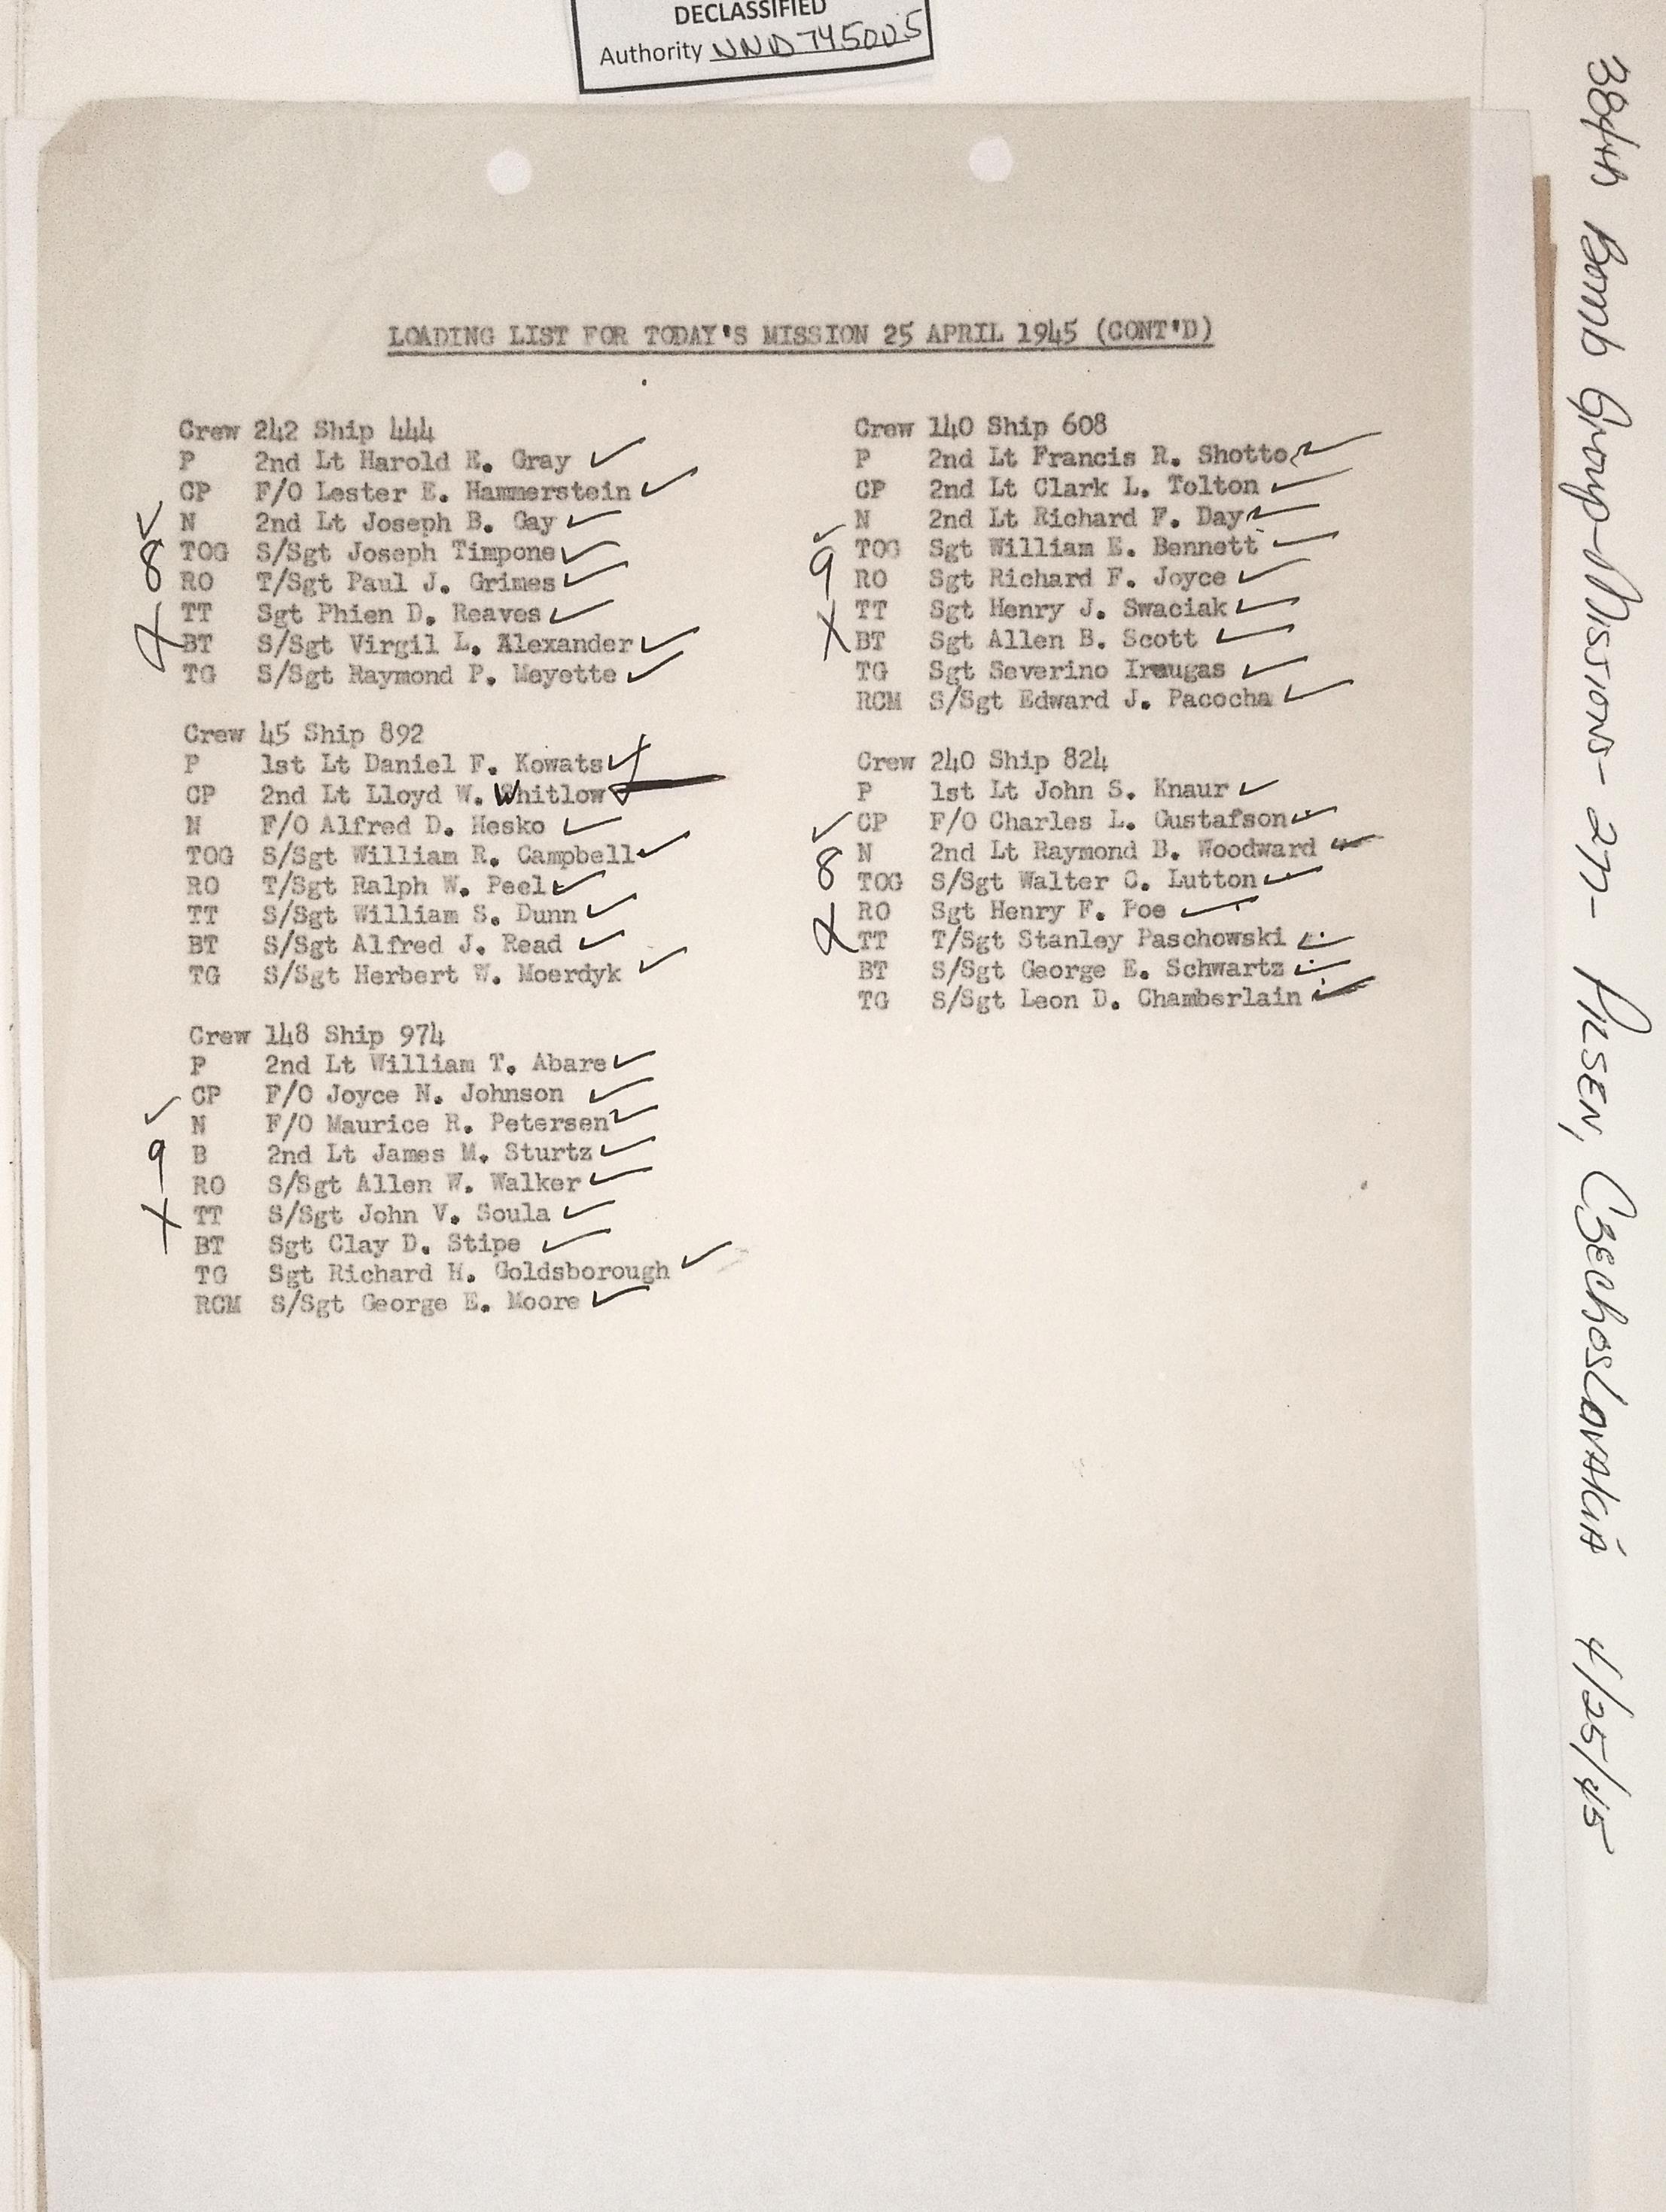 DECLASSIFIED
Authority NND 745005
LOADING LIST FOR TODAY'S MISSION 25 APRIL 1945 (CONT'D)
Crew 242 Ship 444
P 2nd Lt Harold E. Gray ✓
CP F/O Lester E. Hammerstein ✓
✓ N 2nd Lt Joseph B. Gay ✓
8 TOG S/Sgt Joseph Timpone ✓
RO T/Sgt Paul J. Grimes ✓
X TT Sgt Phien D. Reaves ✓
BT S/Sgt Virgil L. Alexander ✓
TG S/Sgt Raymond P. Meyette ✓
Crew 45 Ship 892
P 1st Lt Daniel F. Kowats ✓
CP 2nd Lt Lloyd W. Whitlow ✓
N F/O Alfred D. Hesko ✓
TOG S/Sgt William R. Campbell ✓
RO T/Sgt Ralph W. Peel ✓
TT S/Sgt William S. Dunn ✓
BT S/Sgt Alfred J. Read ✓
TG S/Sgt Herbert W. Moerdyk ✓
Crew 148 Ship 974
P 2nd Lt William T. Abare ✓
✓ CP F/O Joyce N. Johnson ✓
N F/O Maurice R. Petersen ✓
9 B 2nd Lt James M. Sturtz ✓
RO S/Sgt Allen W. Walker ✓
X TT S/Sgt John V. Soula ✓
BT Sgt Clay D. Stipe ✓
TG Sgt Richard H. Goldsborough ✓
RCM S/Sgt George E. Moore ✓
Crew 140 Ship 608
P 2nd Lt Francis R. Shotto ✓
CP 2nd Lt Clark L. Tolton ✓
✓ N 2nd Lt Richard F. Day ✓
9 TOG Sgt William E. Bennett ✓
RO Sgt Richard F. Joyce ✓
X TT Sgt Henry J. Swaciak ✓
BT Sgt Allen B. Scott ✓
TG Sgt Severino ✓
RCM S/Sgt Edward J. Pacocha ✓
Crew 240 Ship 824
P 1st Lt John S. Knaur ✓
✓ CP F/O Charles L. Gustafson ✓
8 N 2nd Lt Raymond B. Woodward ✓
TOG S/Sgt Walter C. Lutton ✓
X RO Sgt Henry F. Poe ✓
TT T/Sgt Stanley Paschowski ✓
BT S/Sgt George E. Schwartz ✓
TG S/Sgt Leon D. Chamberlain ✓
384th Bomb Group-Missions- 277- PILSEN, CzechosLovakia 4/25/45